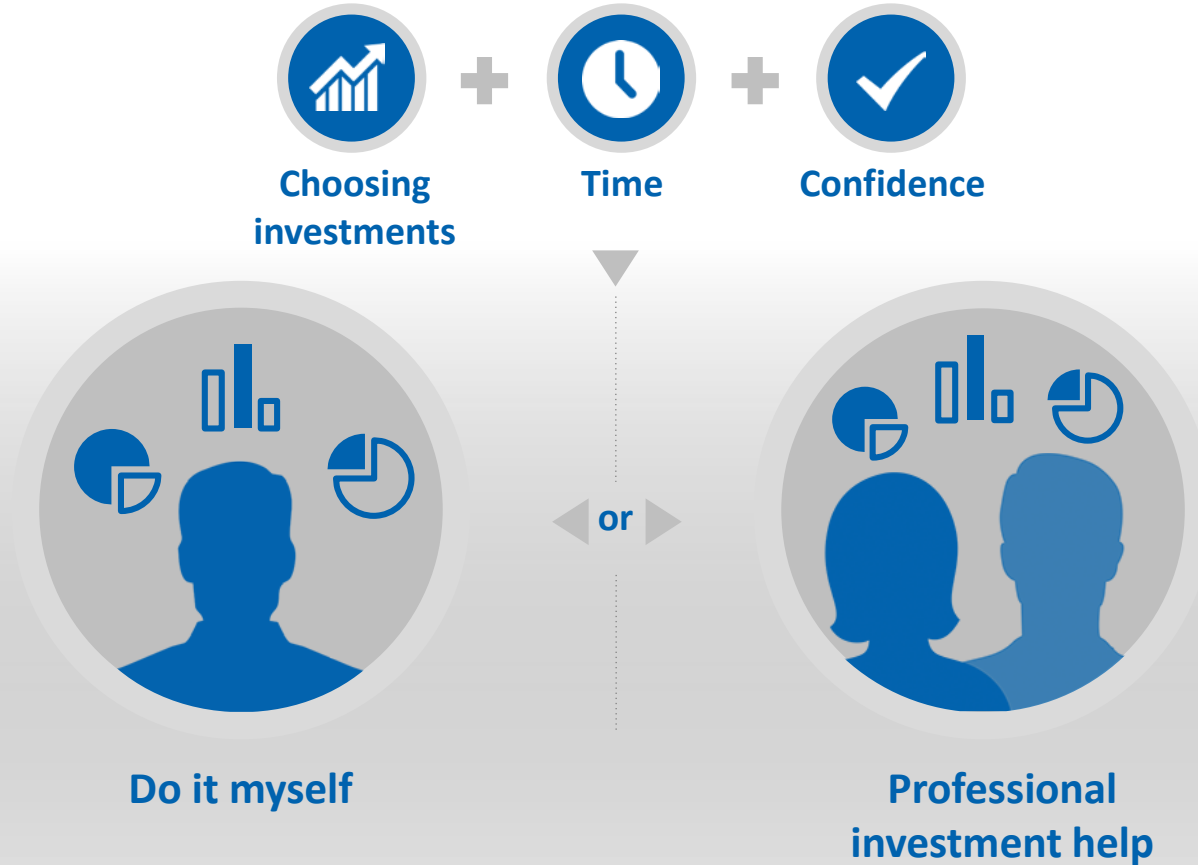 Choosing
investments
Time
Confidence
or
Do it myself
Professional
investment help